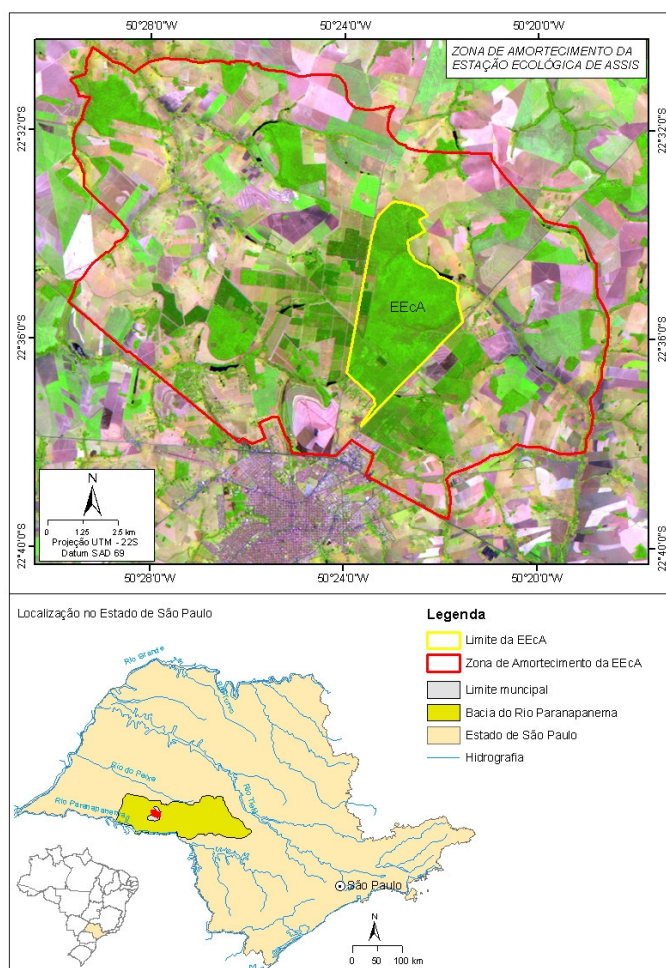 50°28'0"W 50°24'0"W 50°20'0"W
ZONA DE AMORTECIMENTO DA
ESTAÇÃO ECOLÓGICA DE ASSIS
22°32'0"S 22°32'0"S
EEcA
22°36'0"S 22°36'0"S
N
0 1.25 2.5 km
Projeção UTM - 22S
Datum SAD 69
22°40'0"S 22°40'0"S
50°28'0"W 50°24'0"W 50°20'0"W
Localização no Estado de São Paulo
Legenda
Limite da EEcA
Zona de Amortecimento da EEcA
Limite muncipal
Bacia do Rio Paranapanema
Estado de São Paulo
Hidrografia
Rio Grande
Rio do Peixe
Rio Tietê
Rio Paranapanema
São Paulo
N
0 50 100 km